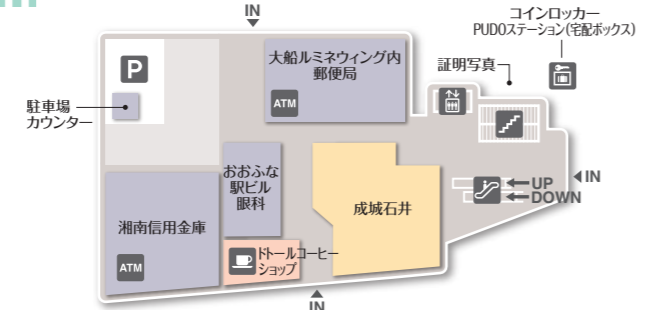 IN
コインロッカー
PUDOステーション(宅配ボックス)
大船ルミネウィング内
郵便局
証明写真
P
ATM
駐車場
カウンター
おおふな
駅ビル
眼科
IN
UP
DOWN
成城石井
湘南信用金庫
ドトールコーヒー
ショップ
ATM
IN